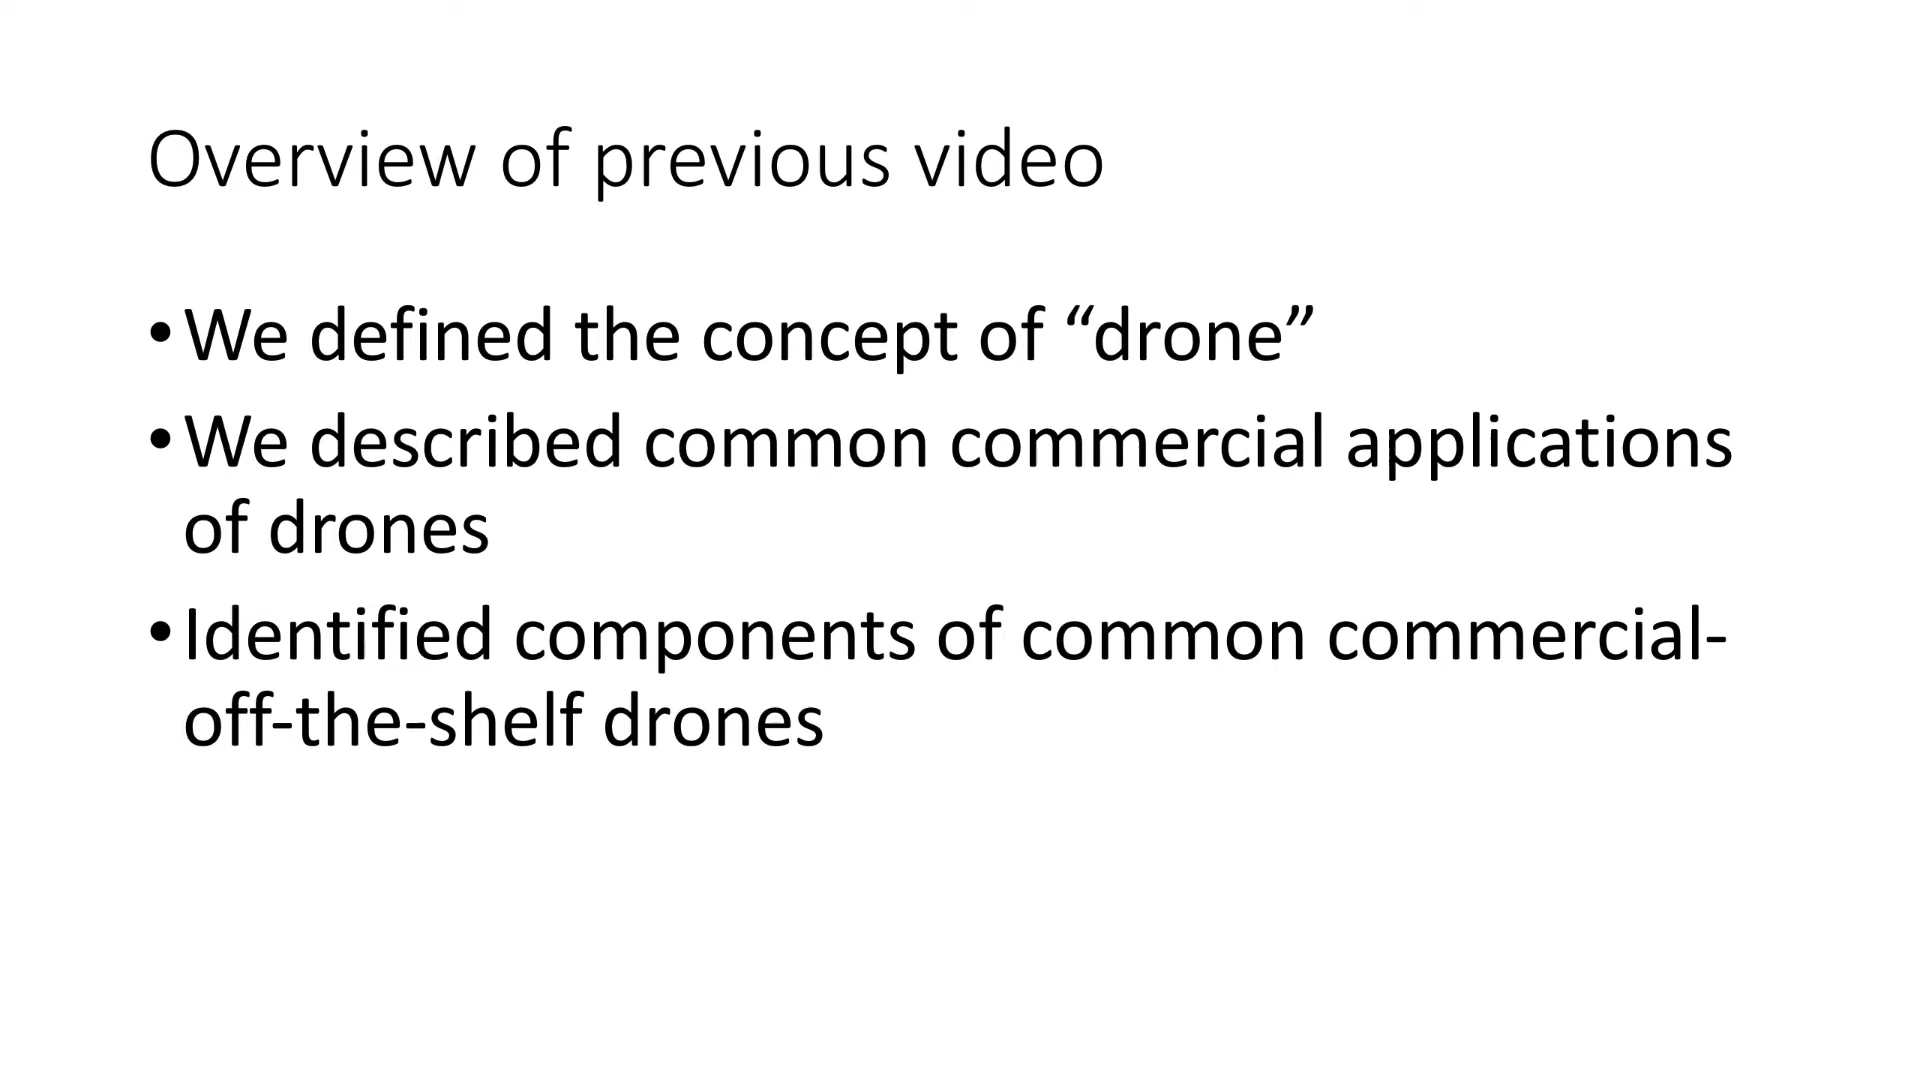 Overview of previous video
•We defined the concept of “drone”
•We described common commercial applications
of drones
•Identified components of common commercial-
off-the-shelf drones